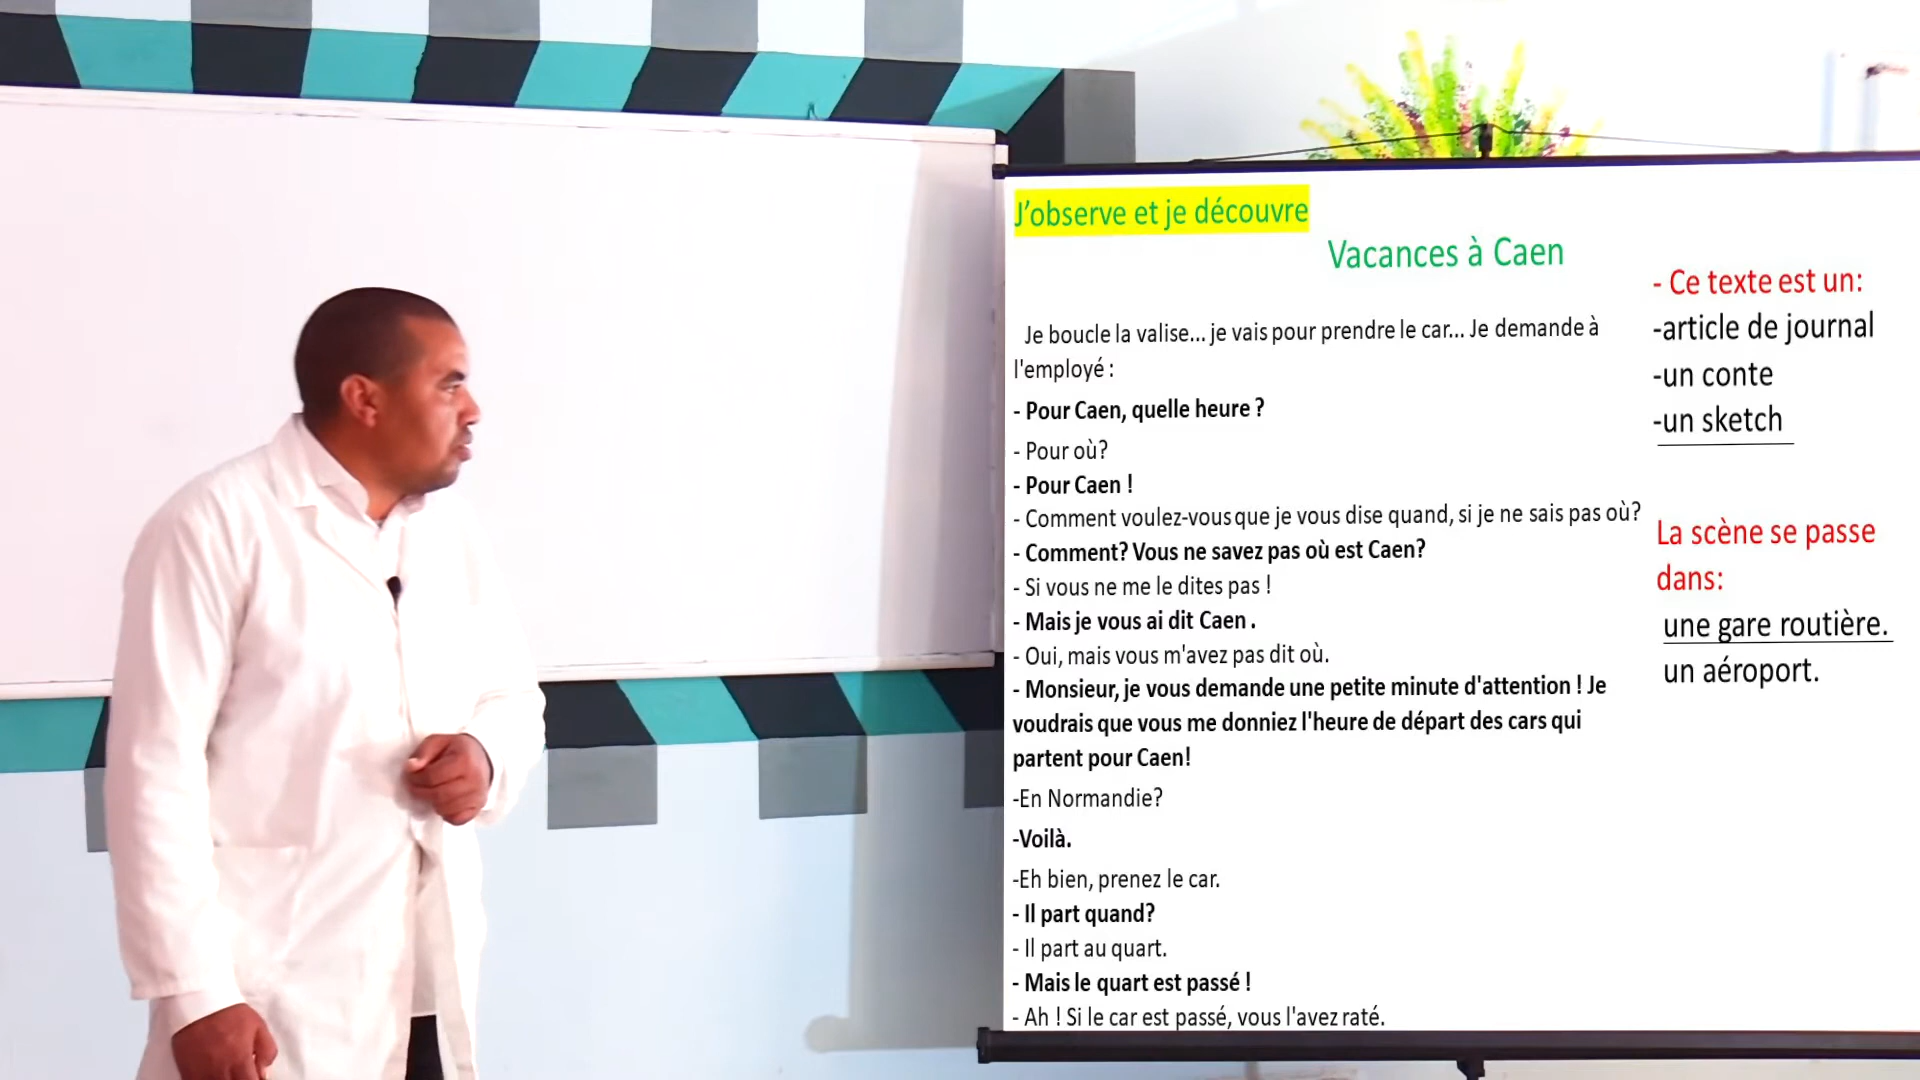 J’observe et je découvre
Vacances à Caen
Je boucle la valise... je vais pour prendre le car... Je demande à
l'employé :
- Pour Caen, quelle heure ?
- Pour où?
- Pour Caen !
- Comment voulez-vous que je vous dise quand, si je ne sais pas où?
- Comment? Vous ne savez pas où est Caen?
- Si vous ne me le dites pas !
- Mais je vous ai dit Caen .
- Oui, mais vous m'avez pas dit où.
- Monsieur, je vous demande une petite minute d'attention ! Je
voudrais que vous me donniez l'heure de départ des cars qui
partent pour Caen!
-En Normandie?
-Voilà.
-Eh bien, prenez le car.
- Il part quand?
- Il part au quart.
- Mais le quart est passé !
- Ah ! Si le car est passé, vous l'avez raté.
- Ce texte est un:
-article de journal
-un conte
-un sketch
La scène se passe
dans:
une gare routière.
un aéroport.